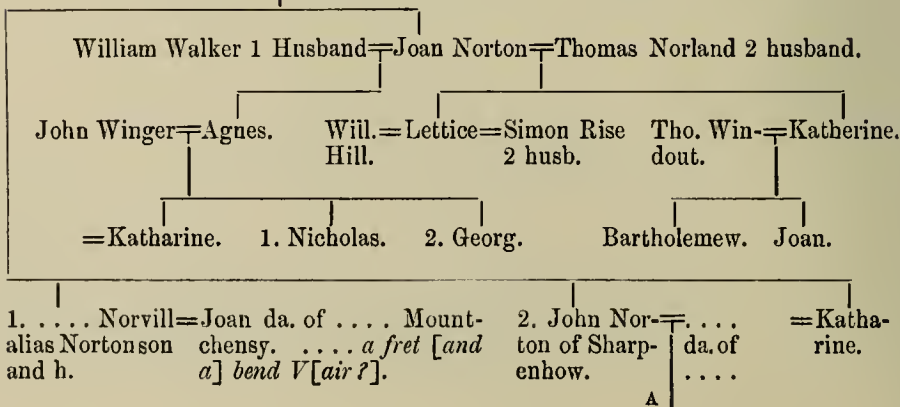 William Walker 1 Husband=Joan Norton=Thomas Norland 2 husband.
John Winger=Agnes. Will.=Lettice=Simon Rise Tho. Win-=Katherine.
Hill. 2 husb. dout.
=Katharine. 1. Nicholas. 2. Georg. Bartholemew. Joan.
1. .... Norvill=Joan da. of .... Mount- 2. John Nor-=.... =Katha-
alias Norton son chensy. .... a fret [and ton of Sharp- da. of rine.
and h. a] bend V[air?]. enhow. ....
A